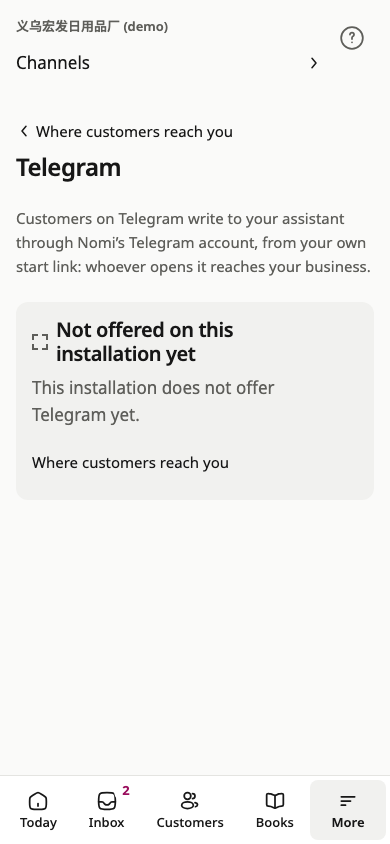 义乌宏发日用品厂 (demo)
Channels
Where customers reach you
Telegram
Customers on Telegram write to your assistant
through Nomi’s Telegram account, from your own
start link: whoever opens it reaches your business.
Not offered on this
installation yet
This installation does not offer
Telegram yet.
Where customers reach you
2
Today
Inbox
Customers
Books
More